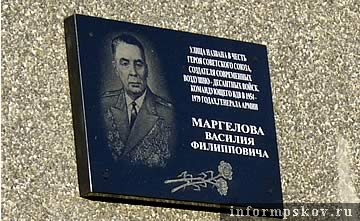 УЛИЦА НАЗВАНА В ЧЕСТЬ
ГЕРОЯ СОВЕТСКОГО СОЮЗА,
СОЗДАТЕЛЯ СОВРЕМЕННЫХ
ВОЗДУШНО - ДЕСАНТНЫХ ВОЙСК.
КОМАНДУЮЩЕГО ВДВ В 1954 -
1979 ГОДАХ,ГЕНЕРАЛА АРМИИ
МАРГЕЛОВА
ВАСИЛИЯ
ФИЛИППОВИЧА
© www.informpskov.ru